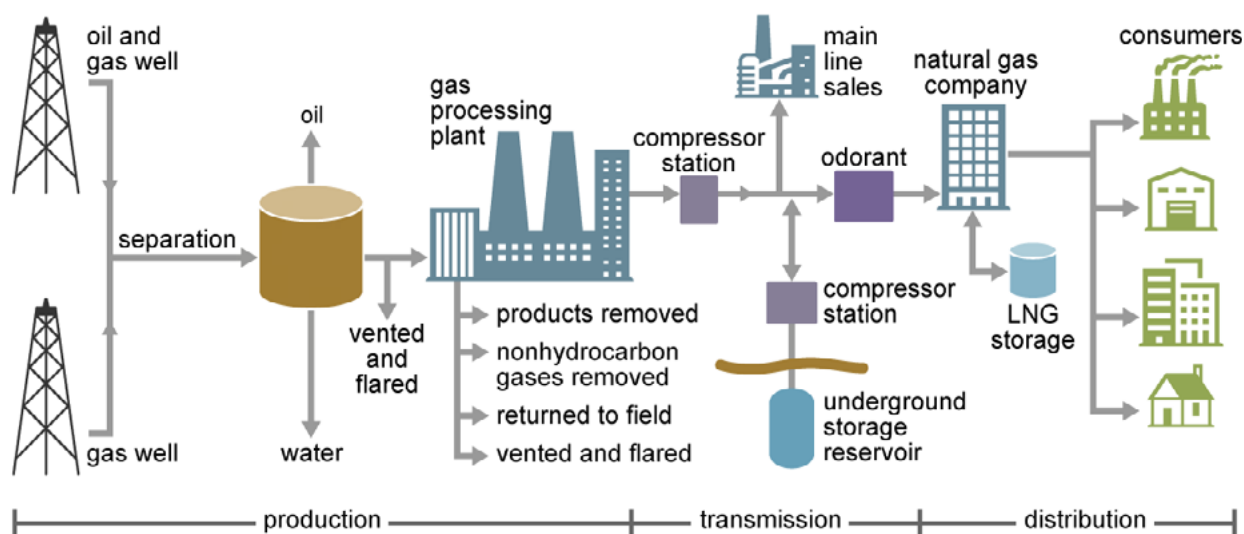 oil and
gas well
gas well
separation
oil
water
vented
and
flared
gas
processing
plant
products removed
nonhydrocarbon
gases removed
returned to field
vented and flared
compressor
station
main
line
sales
odorant
compressor
station
underground
storage
reservoir
natural gas
company
LNG
storage
consumers
production
transmission
distribution